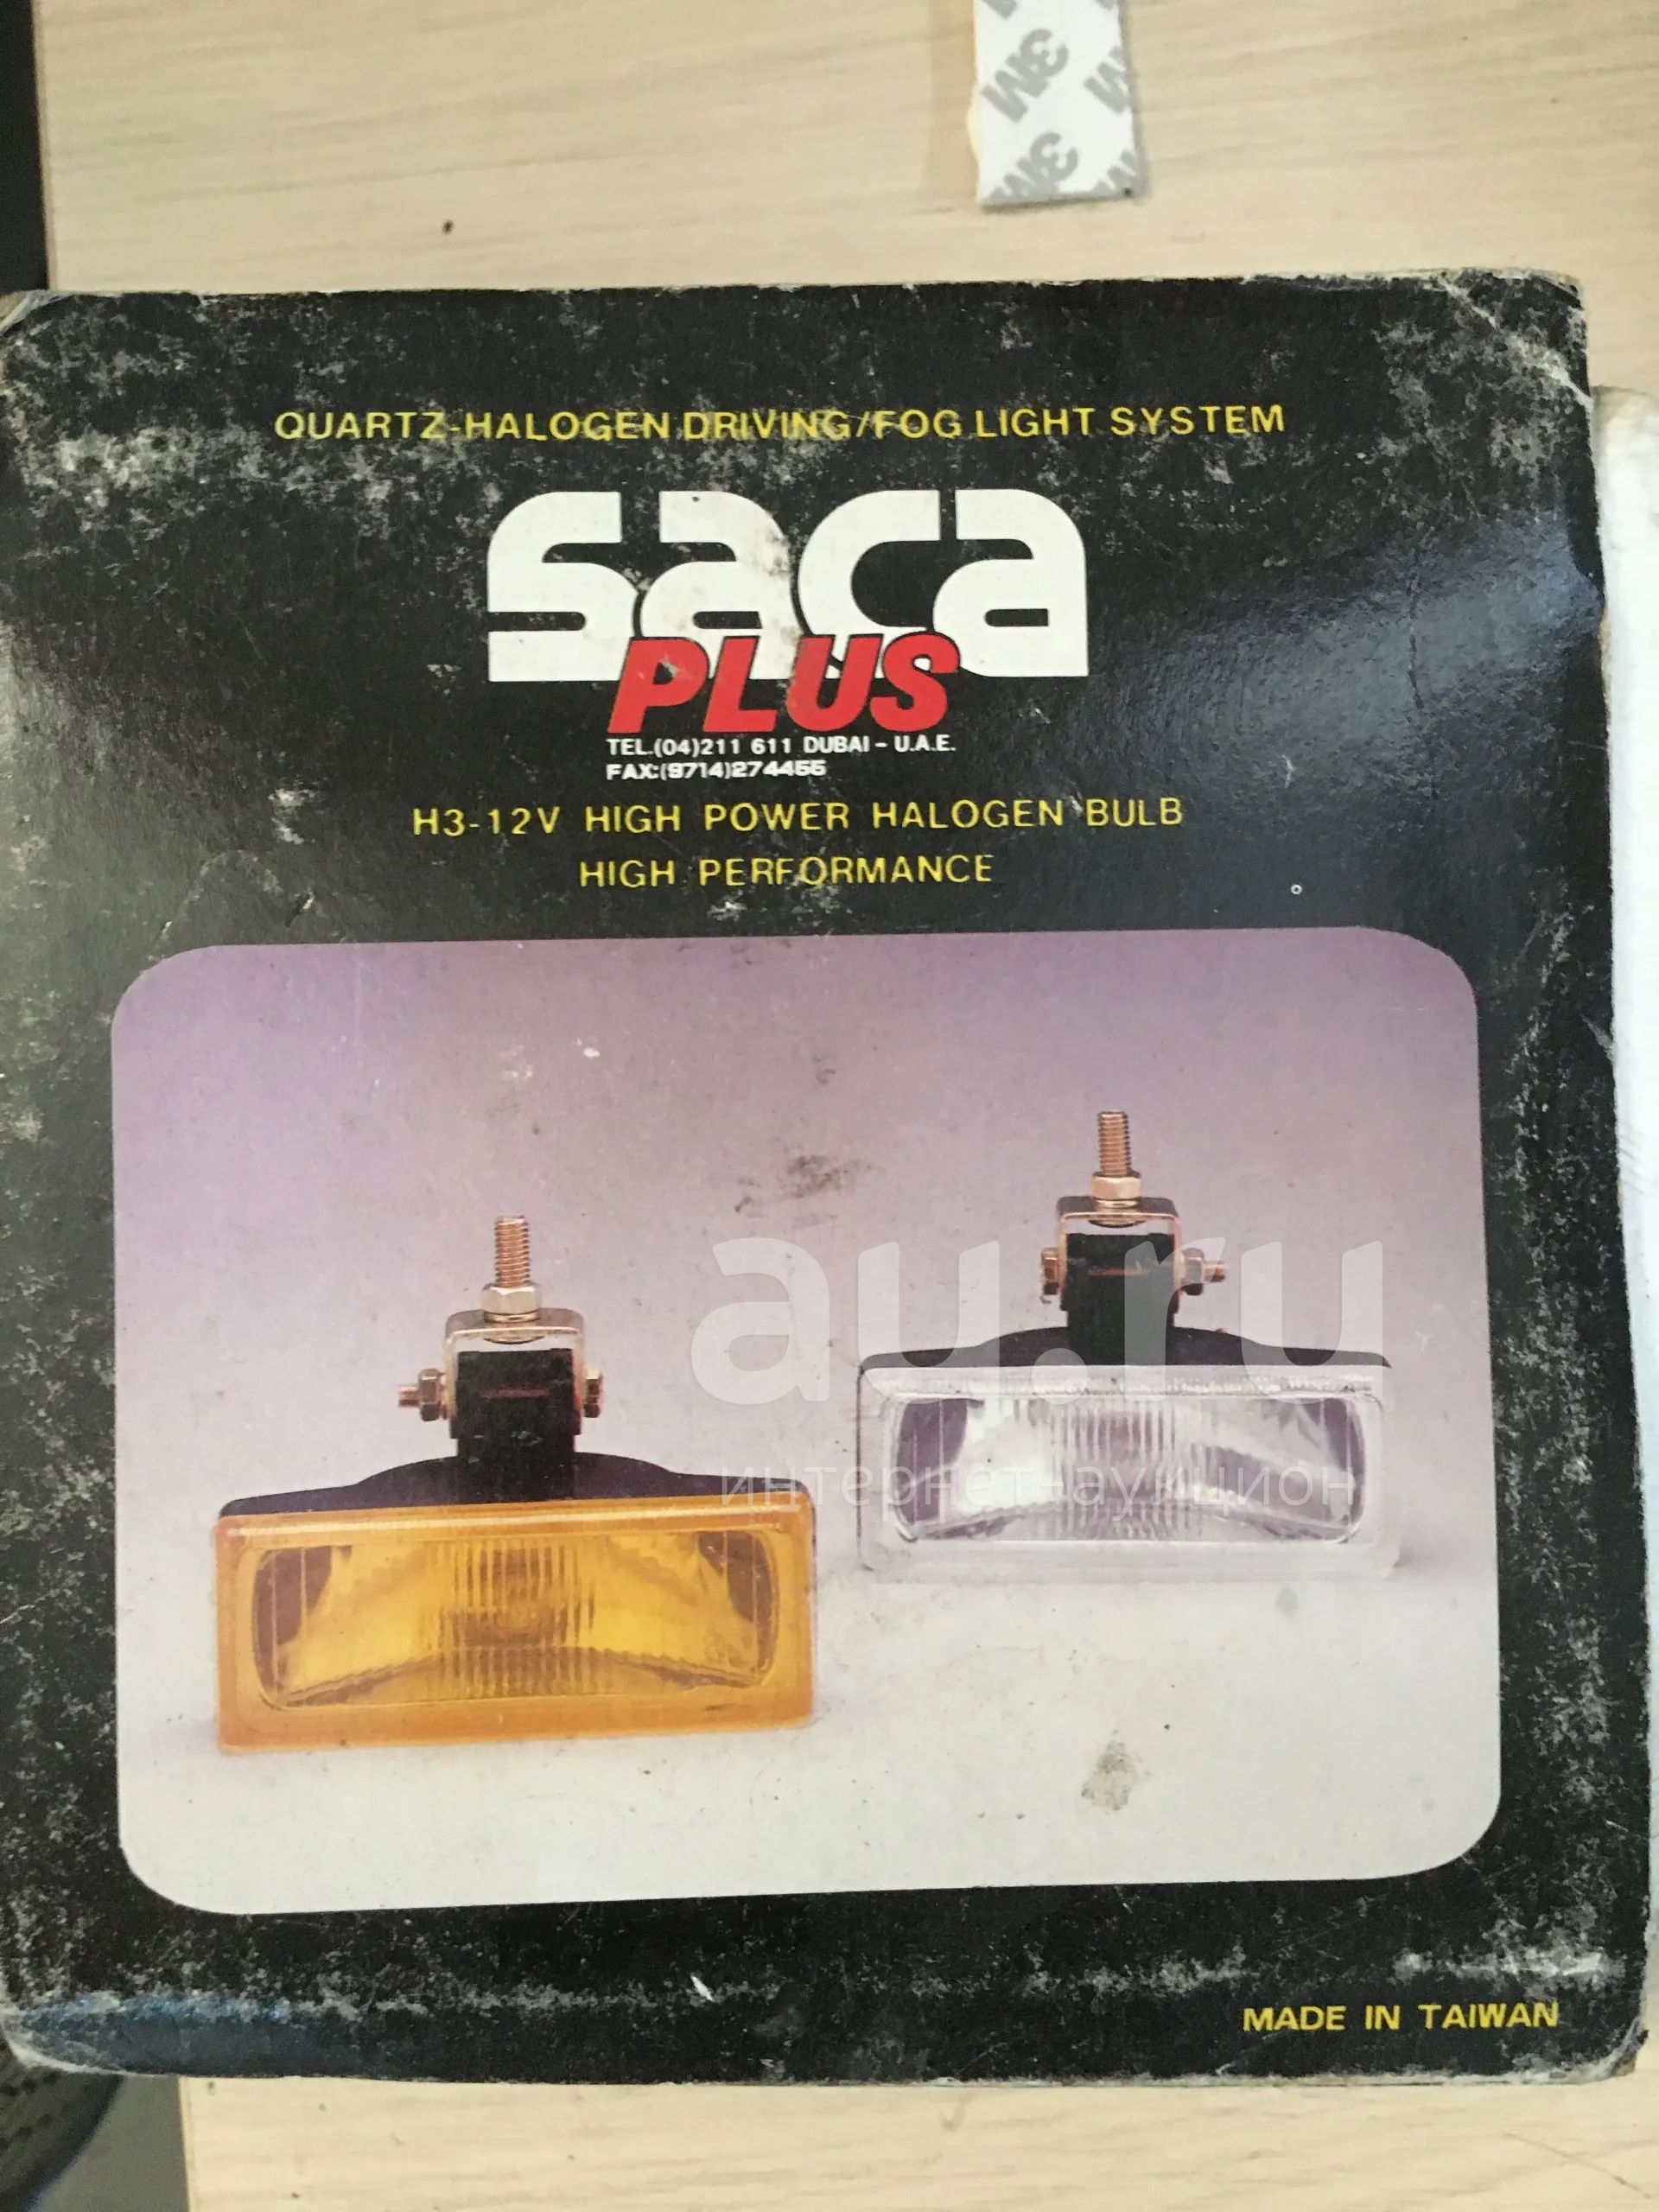 3M
3M
3M
QUARTZ-HALOGEN DRIVING/FOG LIGHT SYSTEM
saca
PLUS
TEL.(04)211 611 DUBAI - U.A.E.
FAX:(9714)274455
H3-12V HIGH POWER HALOGEN BULB
HIGH PERFORMANCE
au.ru
интернет-аукцион
MADE IN TAIWAN